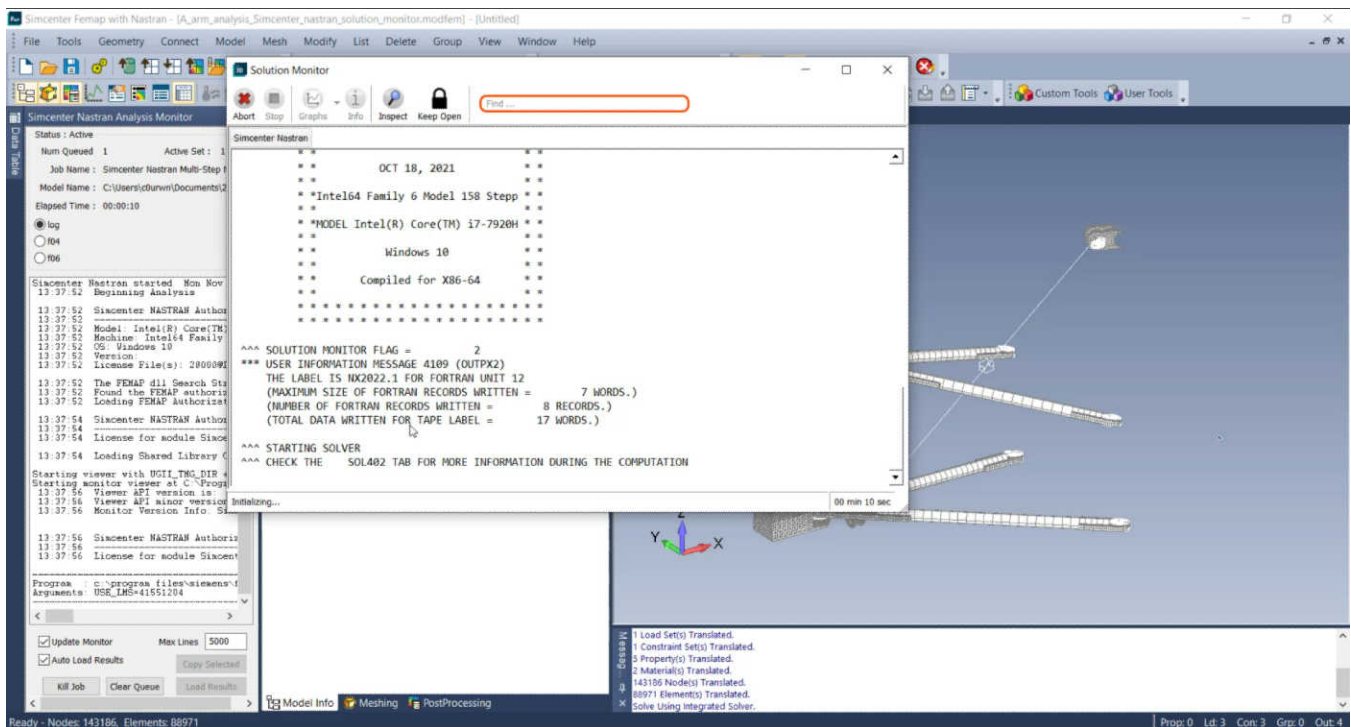 Simcenter Femap with Nastran - [A_arm_analysis_Simcenter_nastran_solution_monitor.modfem] - [Untitled]
File Tools Geometry Connect Model Mesh Modify List Delete Group View Window Help
Custom Tools User Tools
Simcenter Nastran Analysis Monitor
Data Table
Status : Active
Num Queued 1 Active Set : 1
Job Name : Simcenter Nastran Multi-Step
Model Name : C:\Users\c0urwn\Documents\2
Elapsed Time : 00:00:10
log
f04
f06
Simcenter Nastran started Mon Nov
13:37:52 Beginning Analysis
13:37:52 Simcenter NASTRAN Author
13:37:52
13:37:52 Model: Intel(R) Core(TM)
13:37:52 Machine: Intel64 Family
13:37:52 OS: Windows 10
13:37:52 Version:
13:37:52 License File(s): 28000@
13:37:52 The FEMAP dll Search Str
13:37:52 Found the FEMAP authoriz
13:37:52 Loading FEMAP Authorizat
13:37:54 Simcenter NASTRAN Author
13:37:54
13:37:54 License for module Simce
13:37:54 Loading Shared Library
Starting viewer with UGII_TMG_DIR
Starting monitor viewer at C:\Progr
13:37:56 Viewer API version is:
13:37:56 Viewer API minor version
13:37:56 Monitor Version Info: Si
13:37:56 Simcenter NASTRAN Authoriz
13:37:56
13:37:56 License for module Simcent
Program : c:\program files\siemens\
Arguments: USE_LMS=41551204
Update Monitor Max Lines 5000
Auto Load Results Copy Selected
Kill Job Clear Queue Load Results
Solution Monitor
Abort Stop Graphs Info Inspect Keep Open
Find ...
Simcenter Nastran
* * * *
* * OCT 18, 2021 * *
* * * *
* * *Intel64 Family 6 Model 158 Stepp * *
* * * *
* * *MODEL Intel(R) Core(TM) i7-7920H * *
* * * *
* * Windows 10 * *
* * * *
* * Compiled for X86-64 * *
* * * *
* * * * * * * * * * * * * * * * * * * *
* * * * * * * * * * * * * * * * * * * *
^^^ SOLUTION MONITOR FLAG = 2
*** USER INFORMATION MESSAGE 4109 (OUTPX2)
THE LABEL IS NX2022.1 FOR FORTRAN UNIT 12
(MAXIMUM SIZE OF FORTRAN RECORDS WRITTEN = 7 WORDS.)
(NUMBER OF FORTRAN RECORDS WRITTEN = 8 RECORDS.)
(TOTAL DATA WRITTEN FOR TAPE LABEL = 17 WORDS.)
^^^ STARTING SOLVER
^^^ CHECK THE SOL402 TAB FOR MORE INFORMATION DURING THE COMPUTATION
Initializing... 00 min 10 sec
Z
Y
X
Model Info Meshing PostProcessing
1 Load Set(s) Translated.
1 Constraint Set(s) Translated.
5 Property(s) Translated.
2 Material(s) Translated.
143186 Node(s) Translated.
88971 Element(s) Translated.
Solve Using Integrated Solver.
Ready - Nodes: 143186, Elements: 88971
Prop: 0 Ld: 3 Con: 3 Grp: 0 Out: 4